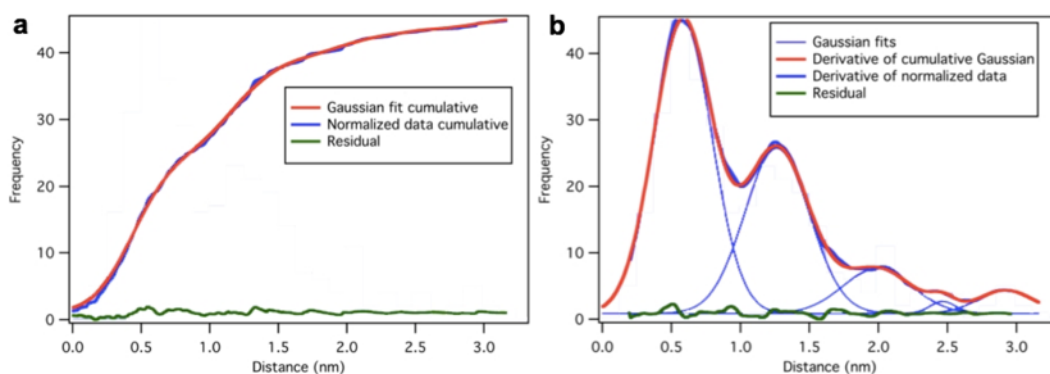 a
Frequency
40
30
20
10
0
Gaussian fit cumulative
Normalized data cumulative
Residual
0.0 0.5 1.0 1.5 2.0 2.5 3.0
Distance (nm)
b
Frequency
40
30
20
10
0
Gaussian fits
Derivative of cumulative Gaussian
Derivative of normalized data
Residual
0.0 0.5 1.0 1.5 2.0 2.5 3.0
Distance (nm)